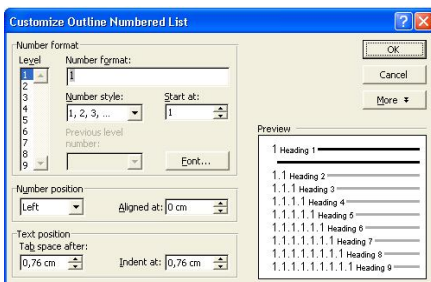 Customize Outline Numbered List
Number format
Level
Number format:
1
1
2
3
4
5
6
7
8
9
Number style:
Start at:
1, 2, 3, ...
1
Previous level
number:
Font...
Number position
Left
Aligned at: 0 cm
Text position
Tab space after:
0,76 cm
Indent at: 0,76 cm
OK
Cancel
More
Preview
1 Heading 1
1.1 Heading 2
1.1.1 Heading 3
1.1.1.1 Heading 4
1.1.1.1.1 Heading 5
1.1.1.1.1.1 Heading 6
1.1.1.1.1.1.1 Heading 7
1.1.1.1.1.1.1.1 Heading 8
1.1.1.1.1.1.1.1.1 Heading 9